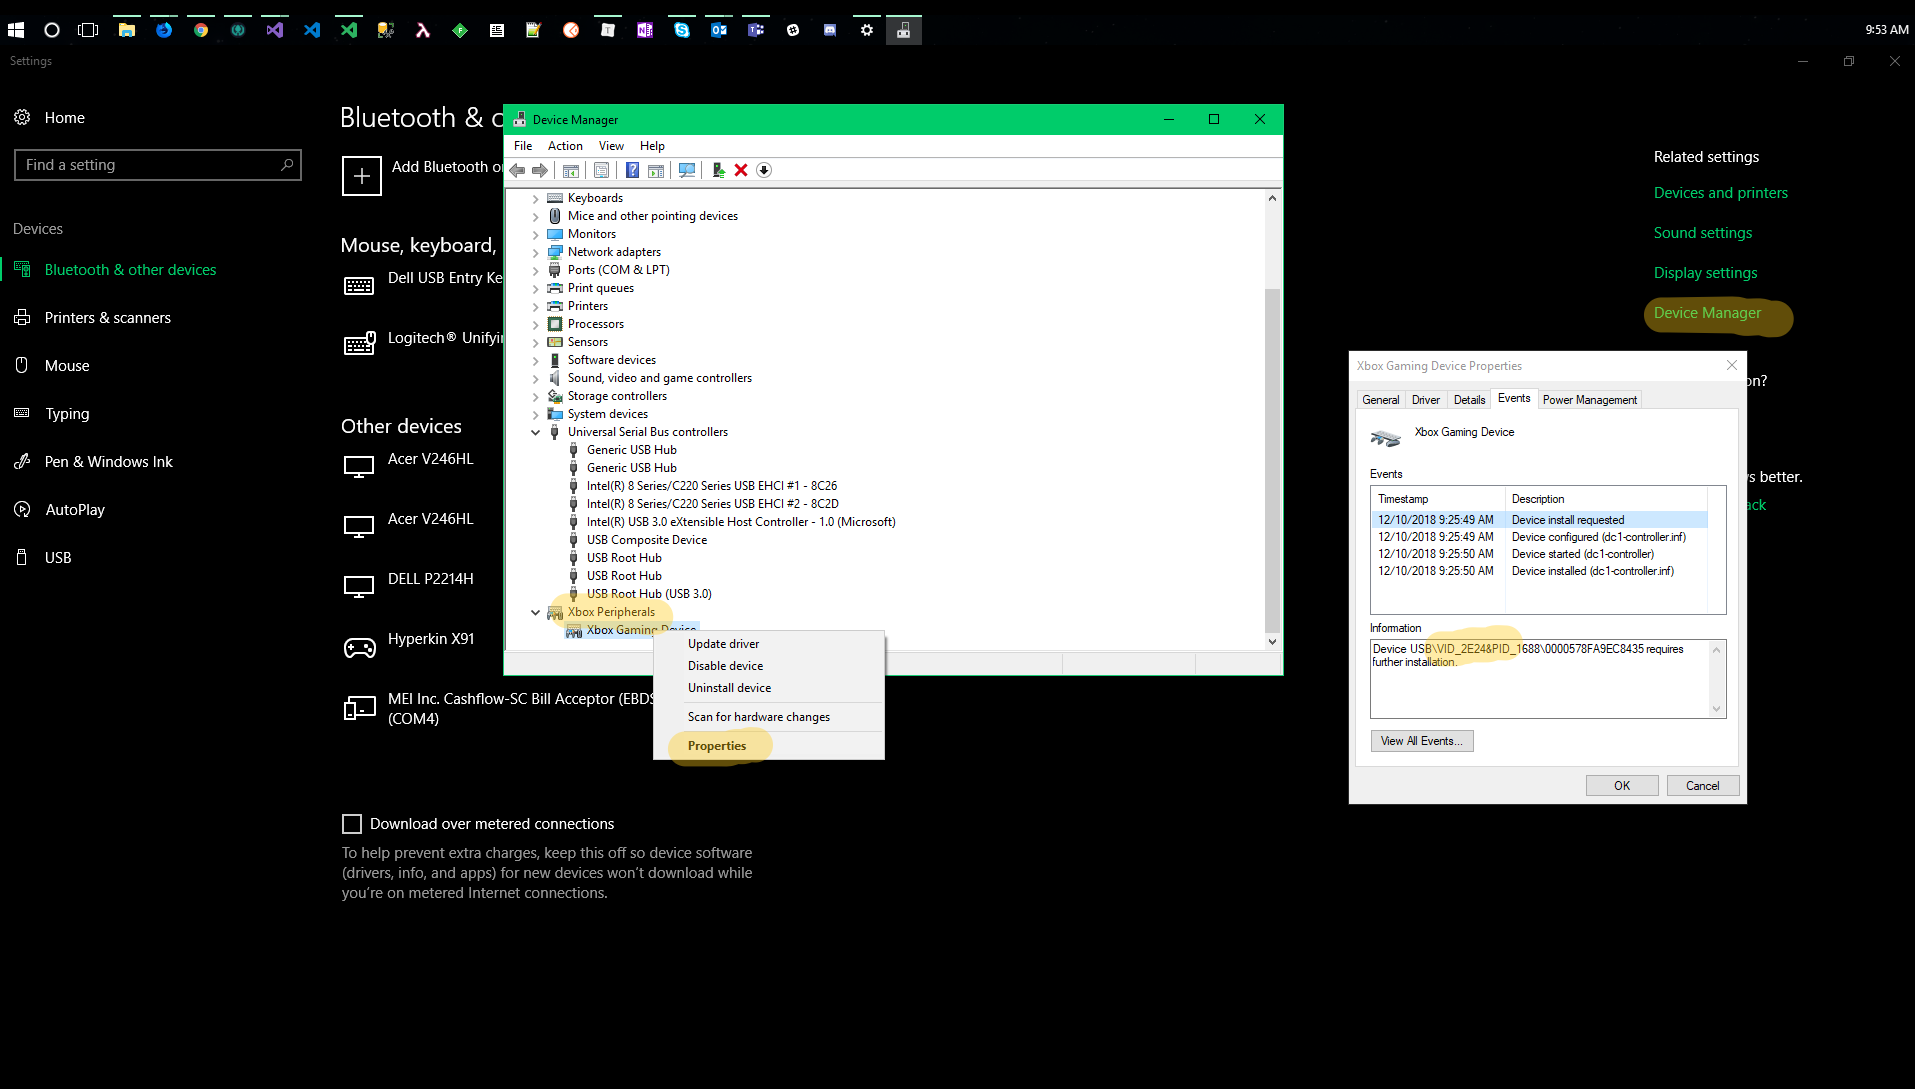 9:53 AM
Settings
Home
Find a setting
Devices
Bluetooth & other devices
Printers & scanners
Mouse
Typing
Pen & Windows Ink
AutoPlay
USB
Bluetooth &
Add Bluetooth
Mouse, keyboard,
Dell USB Entry
Logitech®
Other devices
Acer V246HL
Acer V246HL
DELL P2214H
Hyperkin X91
MEI Inc. Cashflow-SC Bill Acceptor
(COM4)
Download over metered connections
To help prevent extra charges, keep this off so device software
(drivers, info, and apps) for new devices won't download while
you're on metered Internet connections.
Device Manager
File Action View Help
Keyboards
Mice and other pointing devices
Monitors
Network adapters
Ports (COM & LPT)
Print queues
Printers
Processors
Sensors
Software devices
Sound, video and game controllers
Storage controllers
System devices
Universal Serial Bus controllers
Generic USB Hub
Generic USB Hub
Intel(R) 8 Series/C220 Series USB EHCI #1 - 8C26
Intel(R) 8 Series/C220 Series USB EHCI #2 - 8C2D
Intel(R) USB 3.0 eXtensible Host Controller - 1.0 (Microsoft)
USB Composite Device
USB Root Hub
USB Root Hub
USB Root Hub (USB 3.0)
Xbox Peripherals
Xbox Gaming Device
Update driver
Disable device
Uninstall device
Scan for hardware changes
Properties
Related settings
Devices and printers
Sound settings
Display settings
Device Manager
on?
s better.
ack
Xbox Gaming Device Properties
General Driver Details Events Power Management
Xbox Gaming Device
Events
Timestamp Description
12/10/2018 9:25:49 AM Device install requested
12/10/2018 9:25:49 AM Device configured (dc1-controller.inf)
12/10/2018 9:25:50 AM Device started (dc1-controller)
12/10/2018 9:25:50 AM Device installed (dc1-controller.inf)
Information
Device USB\VID_2E24&PID_1688\0000578FA9EC8435 requires
further installation.
View All Events...
OK Cancel